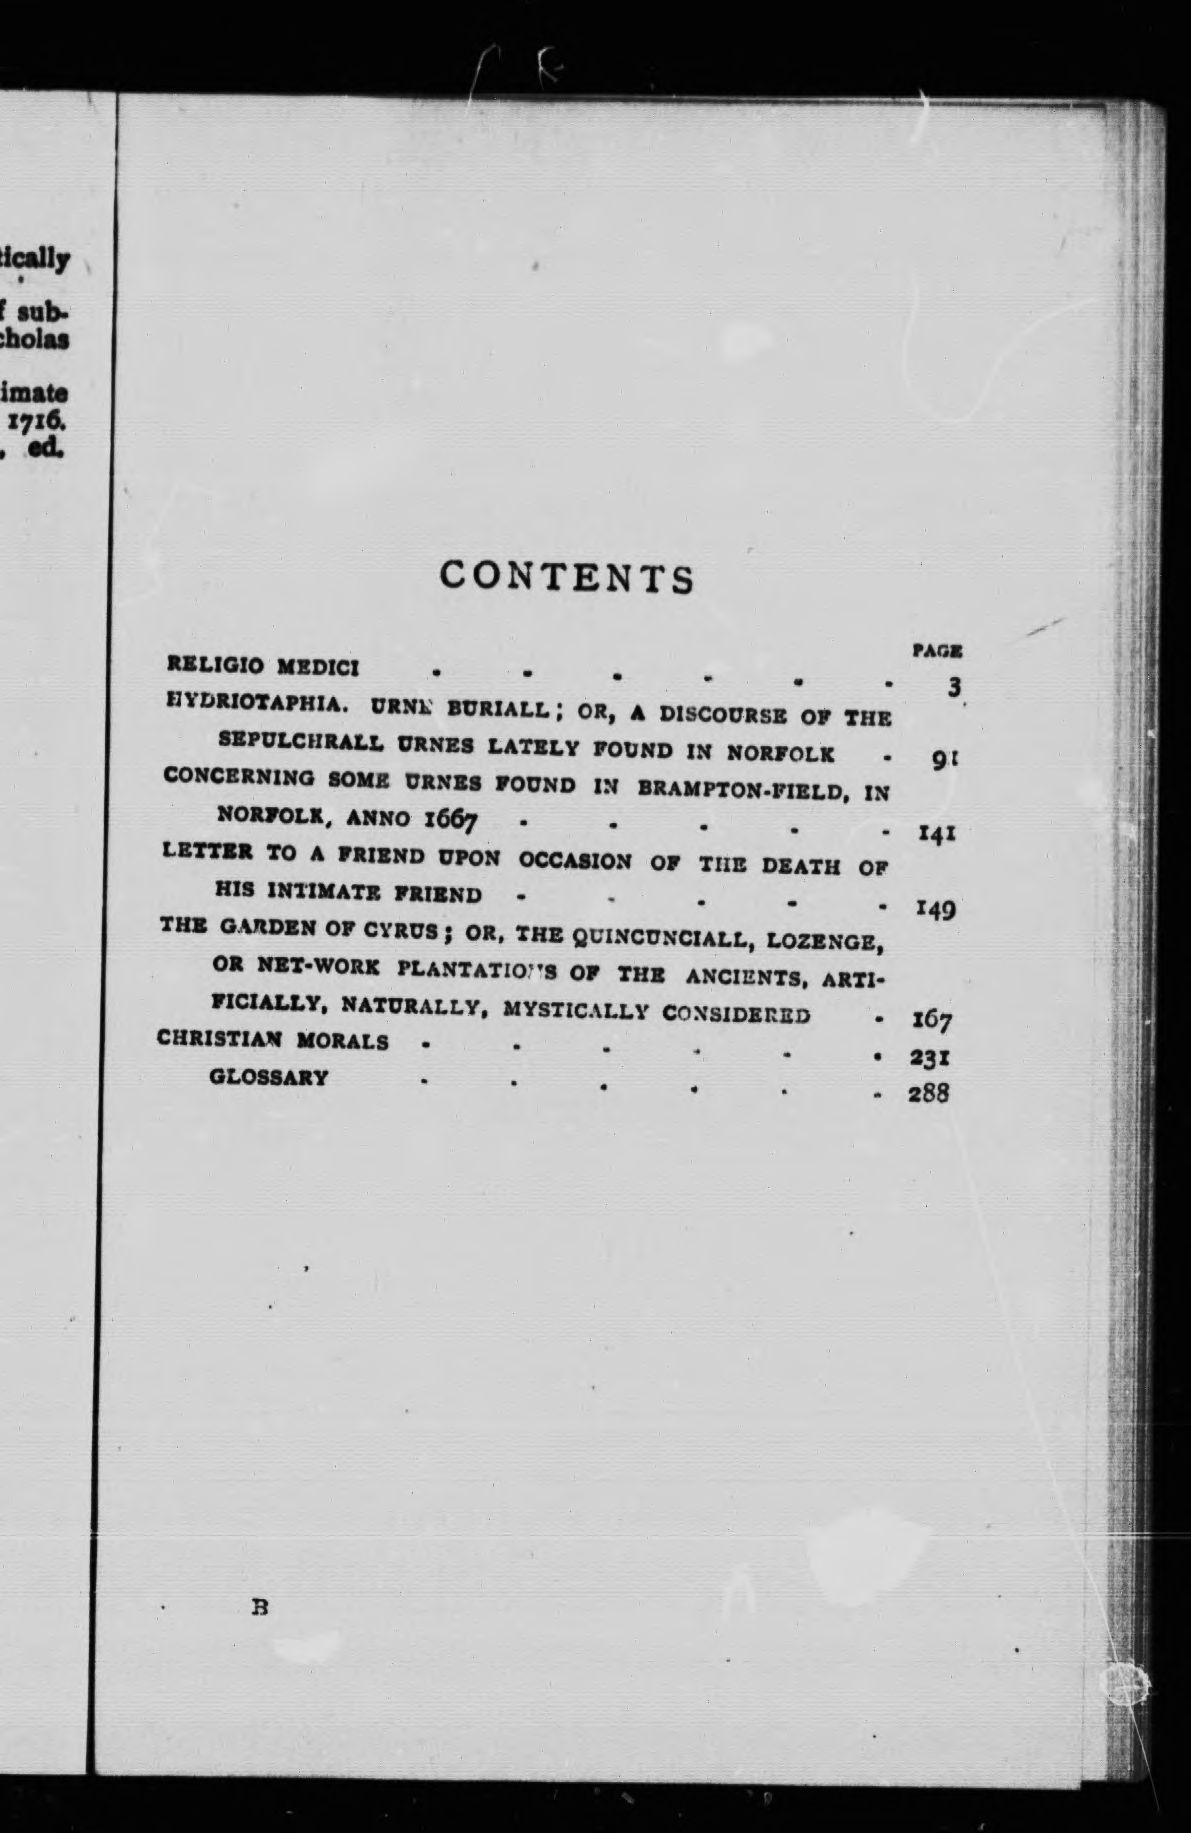 tically
f sub-
cholas
imate
1716.
, ed.
CONTENTS
PAGE
RELIGIO MEDICI . . . . . . 3
HYDRIOTAPHIA. URNE BURIALL; OR, A DISCOURSE OF THE
SEPULCHRALL URNES LATELY FOUND IN NORFOLK . 91
CONCERNING SOME URNES FOUND IN BRAMPTON-FIELD, IN
NORFOLK, ANNO 1667 . . . . . 141
LETTER TO A FRIEND UPON OCCASION OF THE DEATH OF
HIS INTIMATE FRIEND . . . . . 149
THE GARDEN OF CYRUS; OR, THE QUINCUNCIALL, LOZENGE,
OR NET-WORK PLANTATIONS OF THE ANCIENTS, ARTI-
FICIALLY, NATURALLY, MYSTICALLY CONSIDERED . 167
CHRISTIAN MORALS . . . . . . 231
GLOSSARY . . . . . . 288
B